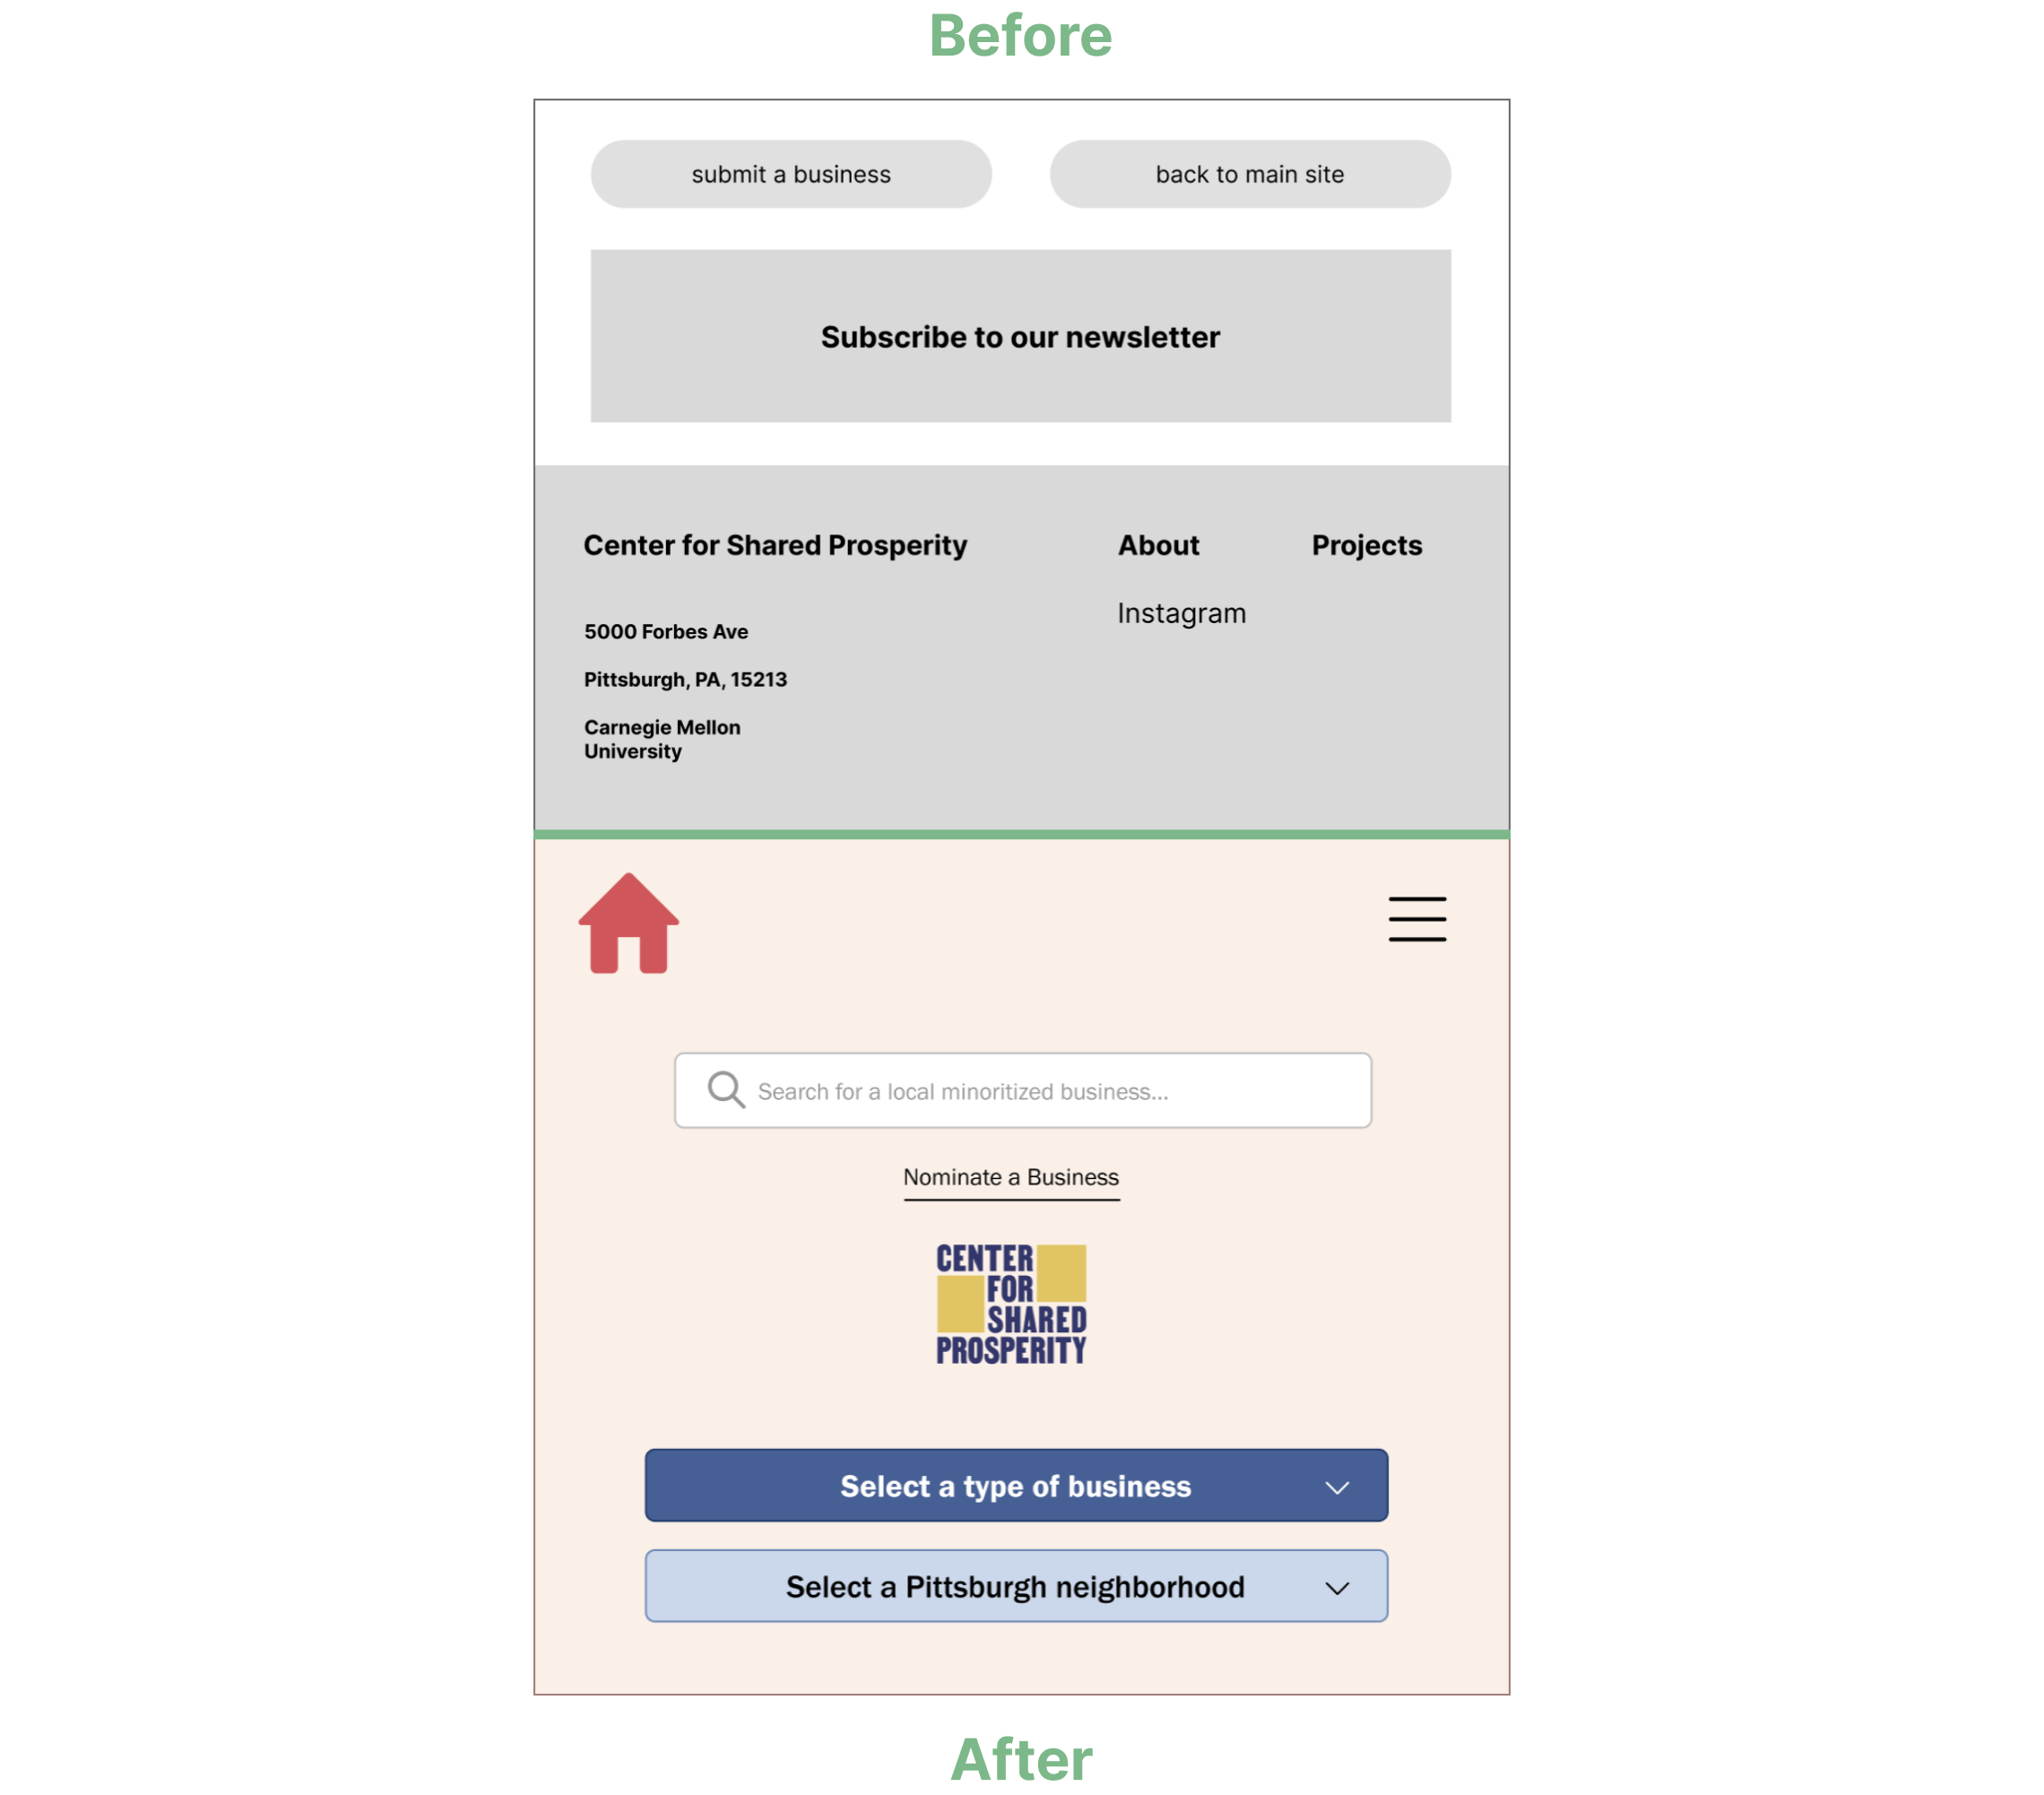 Before
submit a business
back to main site
Subscribe to our newsletter
Center for Shared Prosperity
About
Projects
Instagram
5000 Forbes Ave
Pittsburgh, PA, 15213
Carnegie Mellon
University
Search for a local minoritized business...
Nominate a Business
CENTER
FOR
SHARED
PROSPERITY
Select a type of business
Select a Pittsburgh neighborhood
After